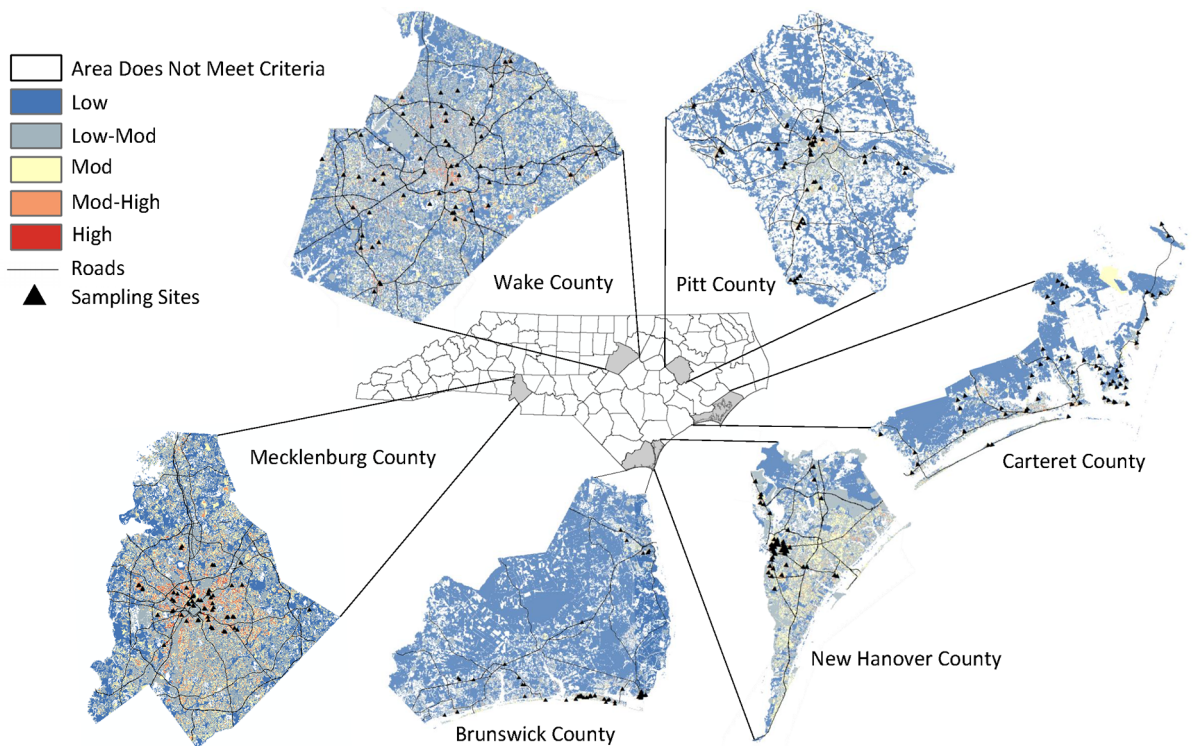 Area Does Not Meet Criteria
Low
Low-Mod
Mod
Mod-High
High
Roads
Sampling Sites
Wake County
Pitt County
Mecklenburg County
Carteret County
New Hanover County
Brunswick County